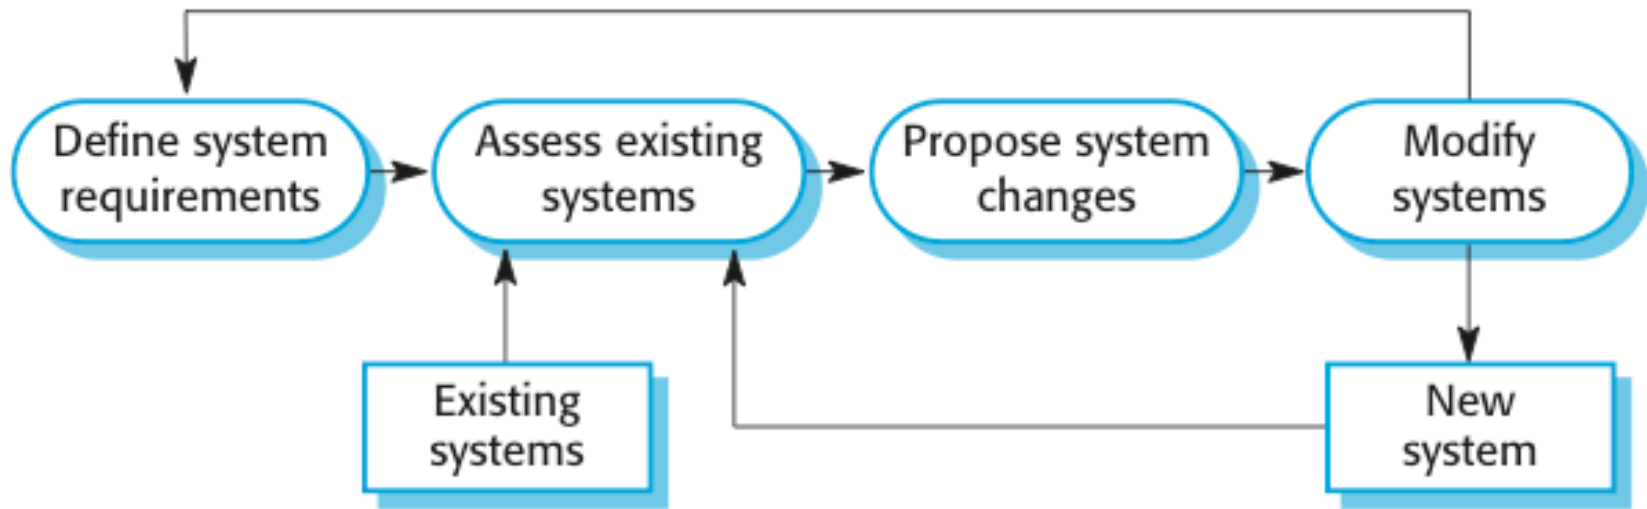 Define system
requirements
Assess existing
systems
Propose system
changes
Modify
systems
Existing
systems
New
system